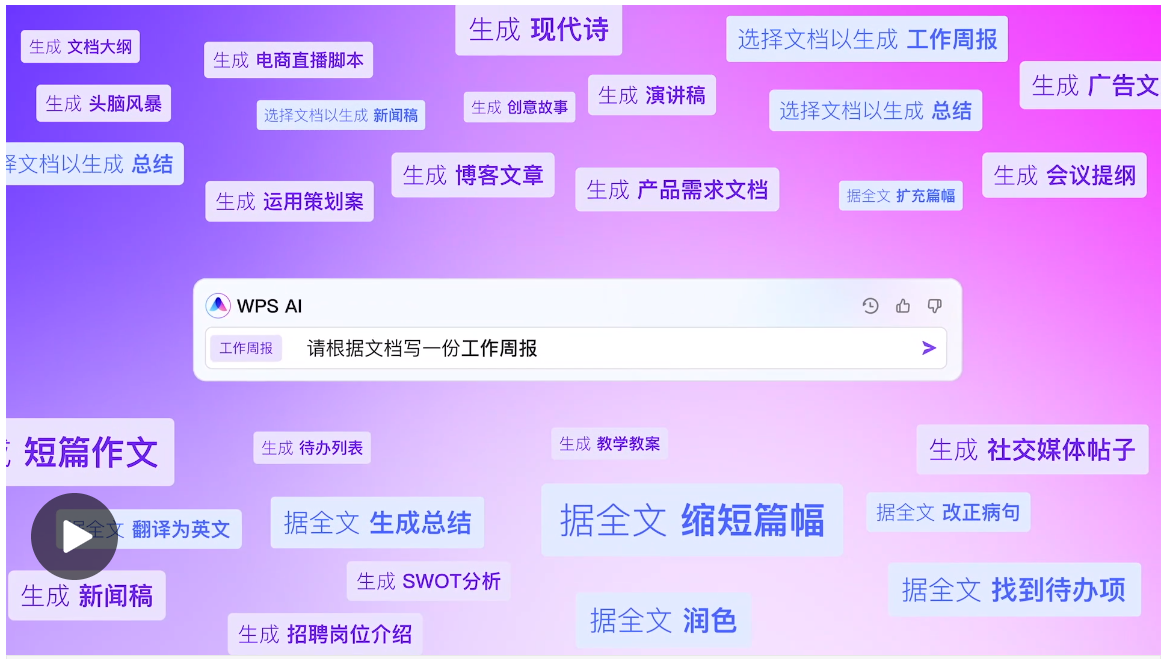 生成 现代诗
选择文档以生成 工作周报
生成 文档大纲
生成 电商直播脚本
生成 广告文
生成 头脑风暴
选择文档以生成 新闻稿
生成 创意故事
生成 演讲稿
选择文档以生成 总结
择文档以生成 总结
生成 博客文章
生成 会议提纲
生成 运用策划案
生成 产品需求文档
据全文 扩充篇幅
WPS AI
工作周报 请根据文档写一份工作周报
短篇作文
生成 待办列表
生成 教学教案
生成 社交媒体帖子
全文 翻译为英文
据全文 生成总结
据全文 缩短篇幅
据全文 改正病句
生成 新闻稿
生成 SWOT分析
据全文 找到待办项
生成 招聘岗位介绍
据全文 润色